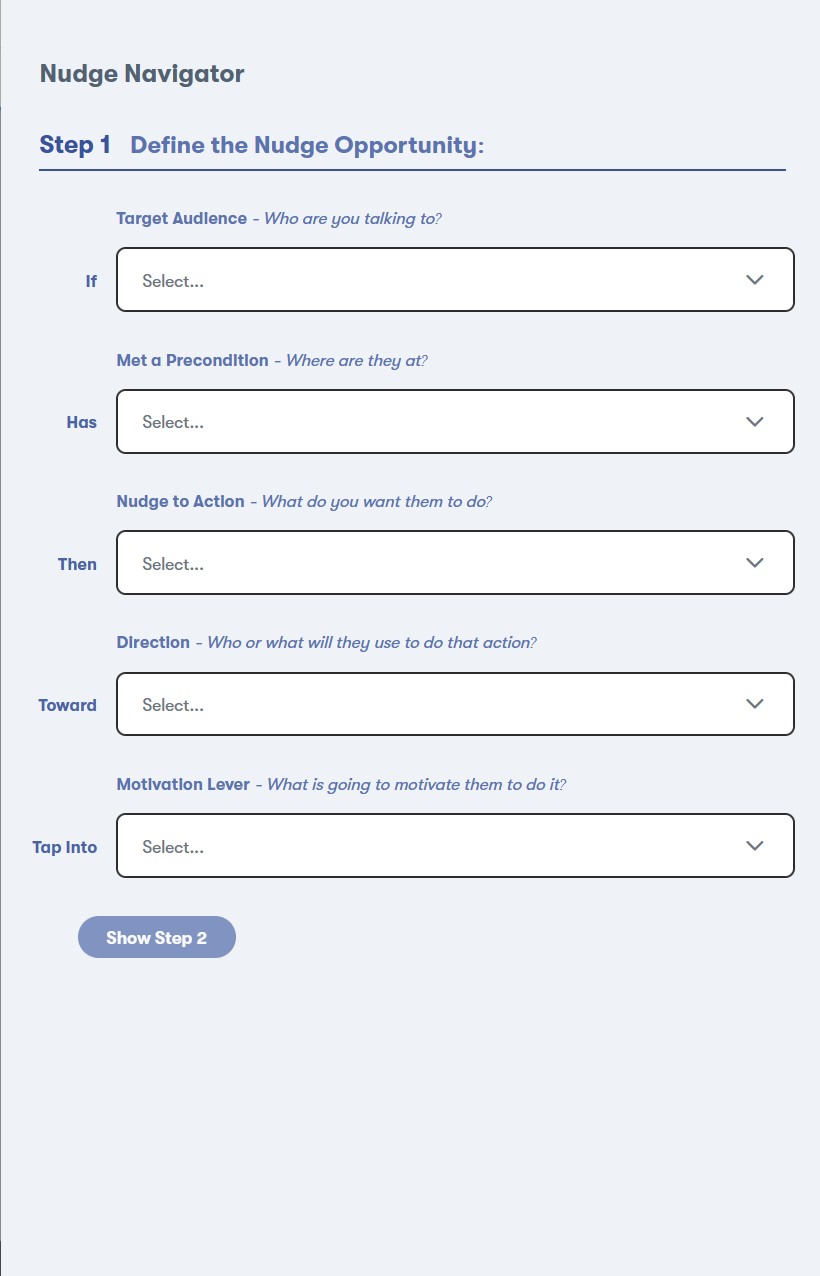 Nudge Navigator
Step 1 Define the Nudge Opportunity:
Target Audience - Who are you talking to?
If Select...
Met a Precondition - Where are they at?
Has Select...
Nudge to Action - What do you want them to do?
Then Select...
Direction - Who or what will they use to do that action?
Toward Select...
Motivation Lever - What is going to motivate them to do it?
Tap Into Select...
Show Step 2